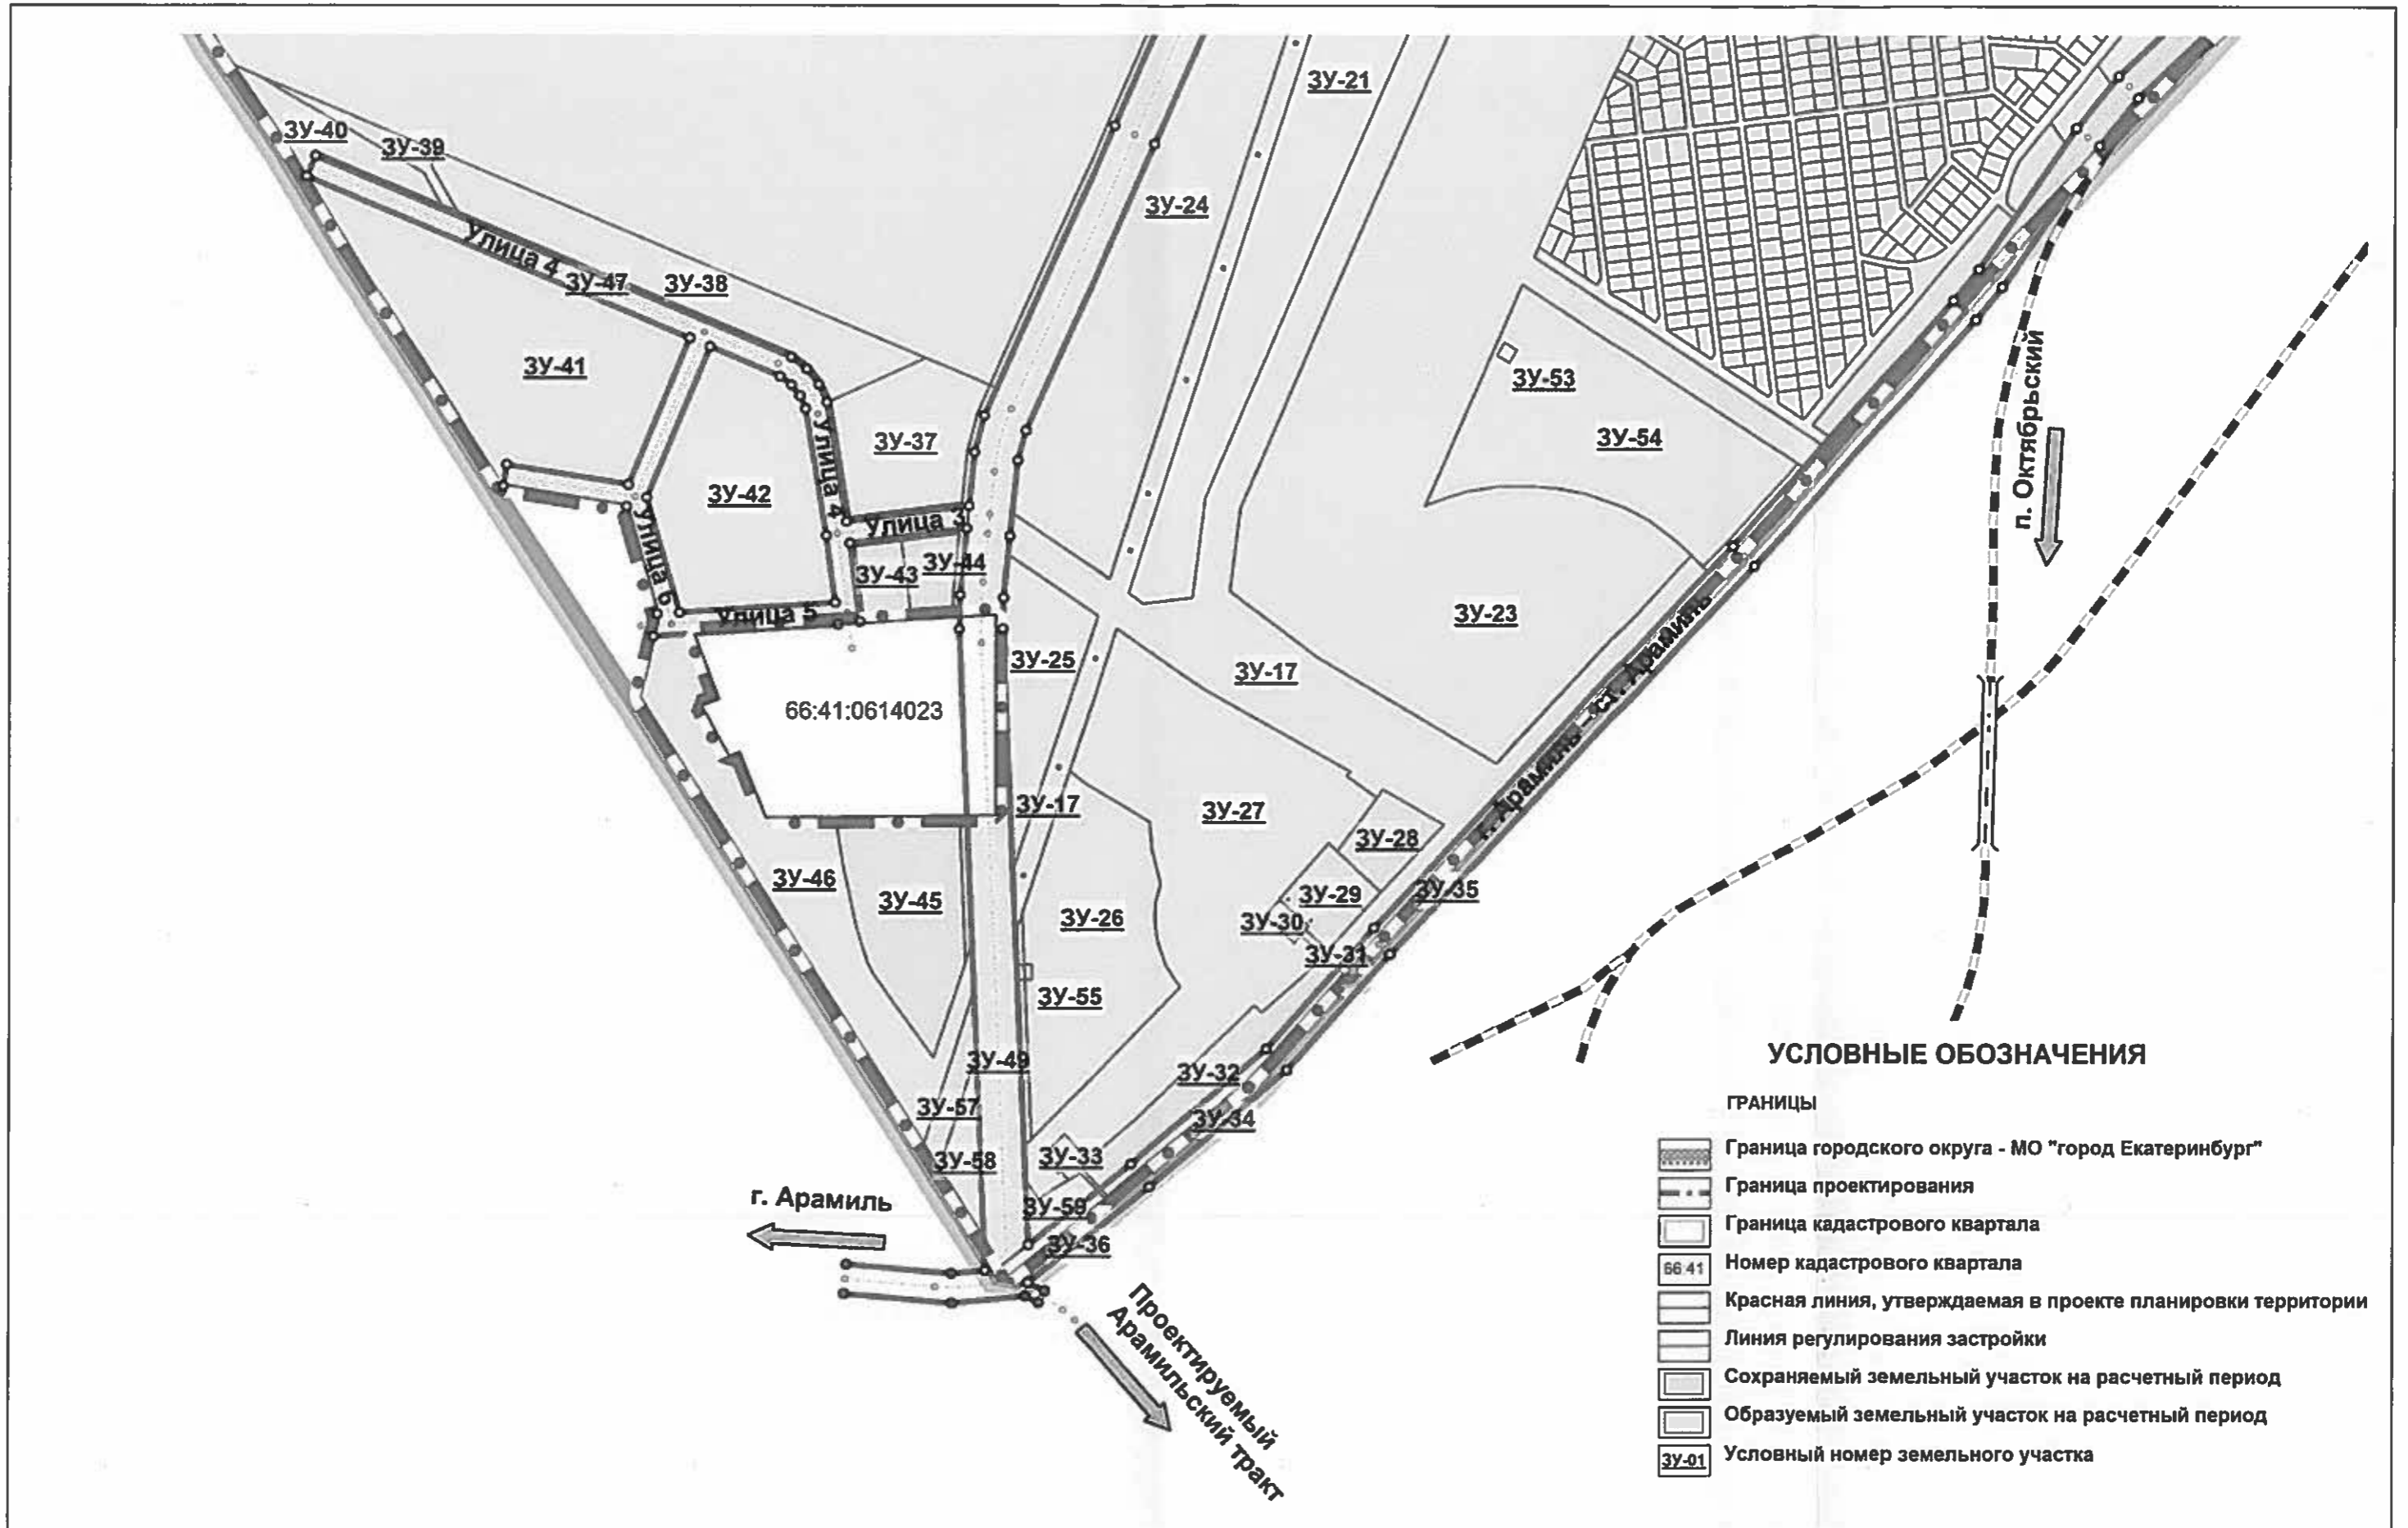 ЗУ-21
ЗУ-40
ЗУ-39
ЗУ-24
Улица 4
ЗУ-47
ЗУ-38
ЗУ-41
ЗУ-53
ЗУ-37
ЗУ-54
п. Октябрьский
ЗУ-42
Улица 4
Улица 3
Улица 6
ЗУ-43
ЗУ-44
Улица 5
ЗУ-23
ЗУ-25
ЗУ-17
66:41:0614023
г. Арамиль - ст. Арамиль
ЗУ-17
ЗУ-27
ЗУ-28
ЗУ-46
ЗУ-45
ЗУ-29
ЗУ-35
ЗУ-26
ЗУ-30
ЗУ-31
ЗУ-55
ЗУ-49
ЗУ-32
ЗУ-57
ЗУ-34
ЗУ-58
ЗУ-33
г. Арамиль
ЗУ-59
ЗУ-36
Проектируемый
Арамильский тракт
УСЛОВНЫЕ ОБОЗНАЧЕНИЯ
ГРАНИЦЫ
Граница городского округа - МО "город Екатеринбург"
Граница проектирования
Граница кадастрового квартала
66:41 Номер кадастрового квартала
Красная линия, утверждаемая в проекте планировки территории
Линия регулирования застройки
Сохраняемый земельный участок на расчетный период
Образуемый земельный участок на расчетный период
ЗУ-01 Условный номер земельного участка